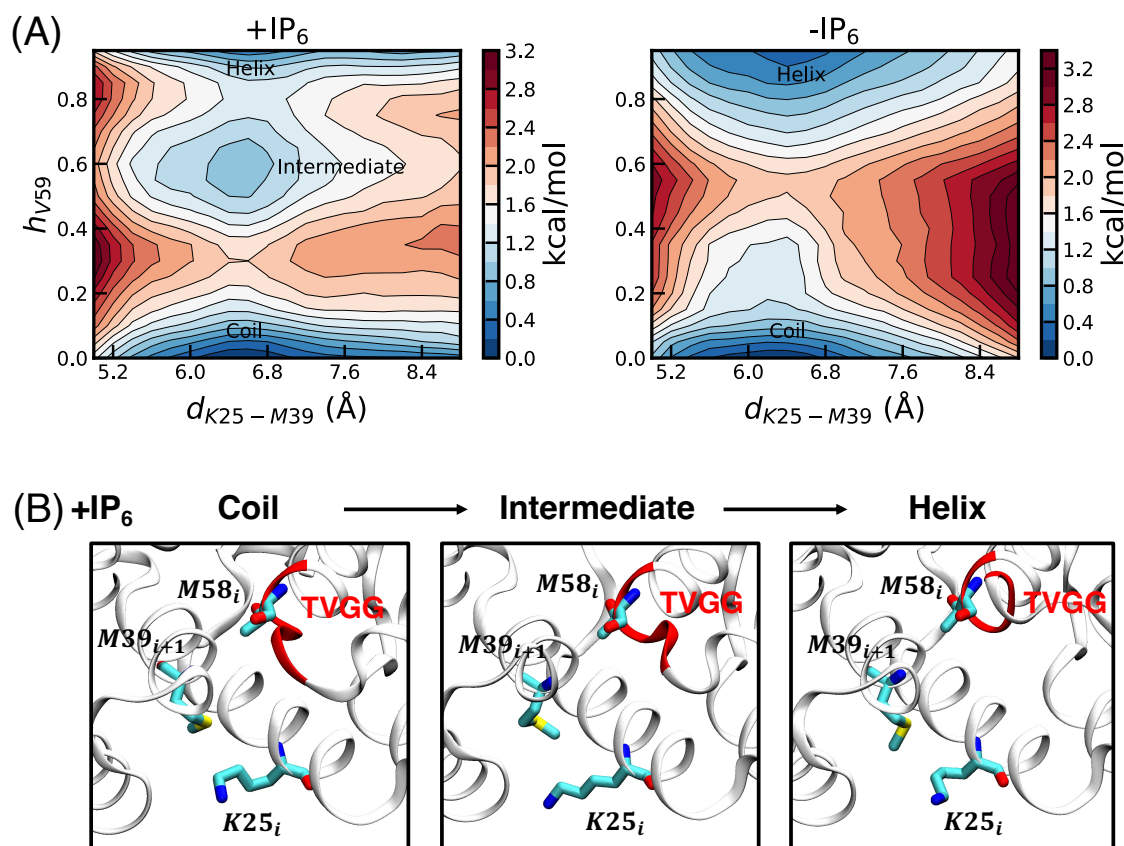 (A)
+IP₆
-IP₆
Helix
Intermediate
Coil
0.8
0.6
0.4
0.2
0.0
5.2 6.0 6.8 7.6 8.4
h_V59
d_K25−M39 (Å)
3.2
2.8
2.4
2.0
1.6
1.2
0.8
0.4
0.0
kcal/mol
Helix
Coil
0.8
0.6
0.4
0.2
0.0
5.2 6.0 6.8 7.6 8.4
d_K25−M39 (Å)
3.2
2.8
2.4
2.0
1.6
1.2
0.8
0.4
0.0
kcal/mol
(B) +IP₆ Coil Intermediate Helix
M58ᵢ
TVGG
M39ᵢ₊₁
K25ᵢ
M58ᵢ
TVGG
M39ᵢ₊₁
K25ᵢ
M58ᵢ
TVGG
M39ᵢ₊₁
K25ᵢ